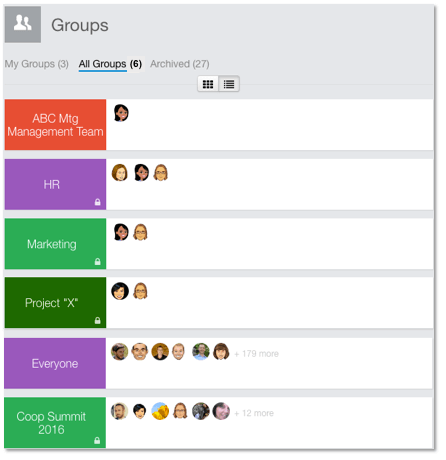 Groups
My Groups (3) All Groups (6) Archived (27)
ABC Mtg
Management Team
HR
Marketing
Project "X"
Everyone
+ 179 more
Coop Summit
2016
+ 12 more